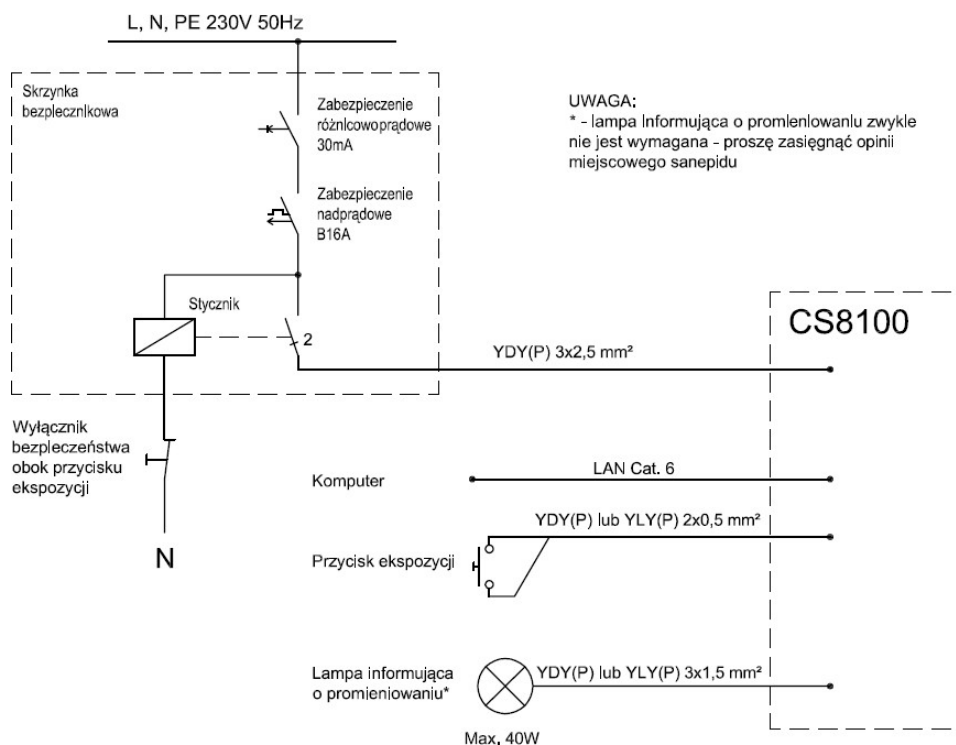 L, N, PE 230V 50Hz
Skrzynka
bezpiecznikowa
Zabezpieczenie
różnicowoprądowe
30mA
UWAGA:
* - lampa Informująca o promieniowaniu zwykle
nie jest wymagana - proszę zasięgnąć opinii
miejscowego sanepidu
Zabezpieczenie
nadprądowe
B16A
Stycznik
2
CS8100
YDY(P) 3x2,5 mm²
Wyłącznik
bezpieczeństwa
obok przycisku
ekspozycji
N
Komputer
LAN Cat. 6
YDY(P) lub YLY(P) 2x0,5 mm²
Przycisk ekspozycji
Lampa informująca
o promieniowaniu*
YDY(P) lub YLY(P) 3x1,5 mm²
Max. 40W